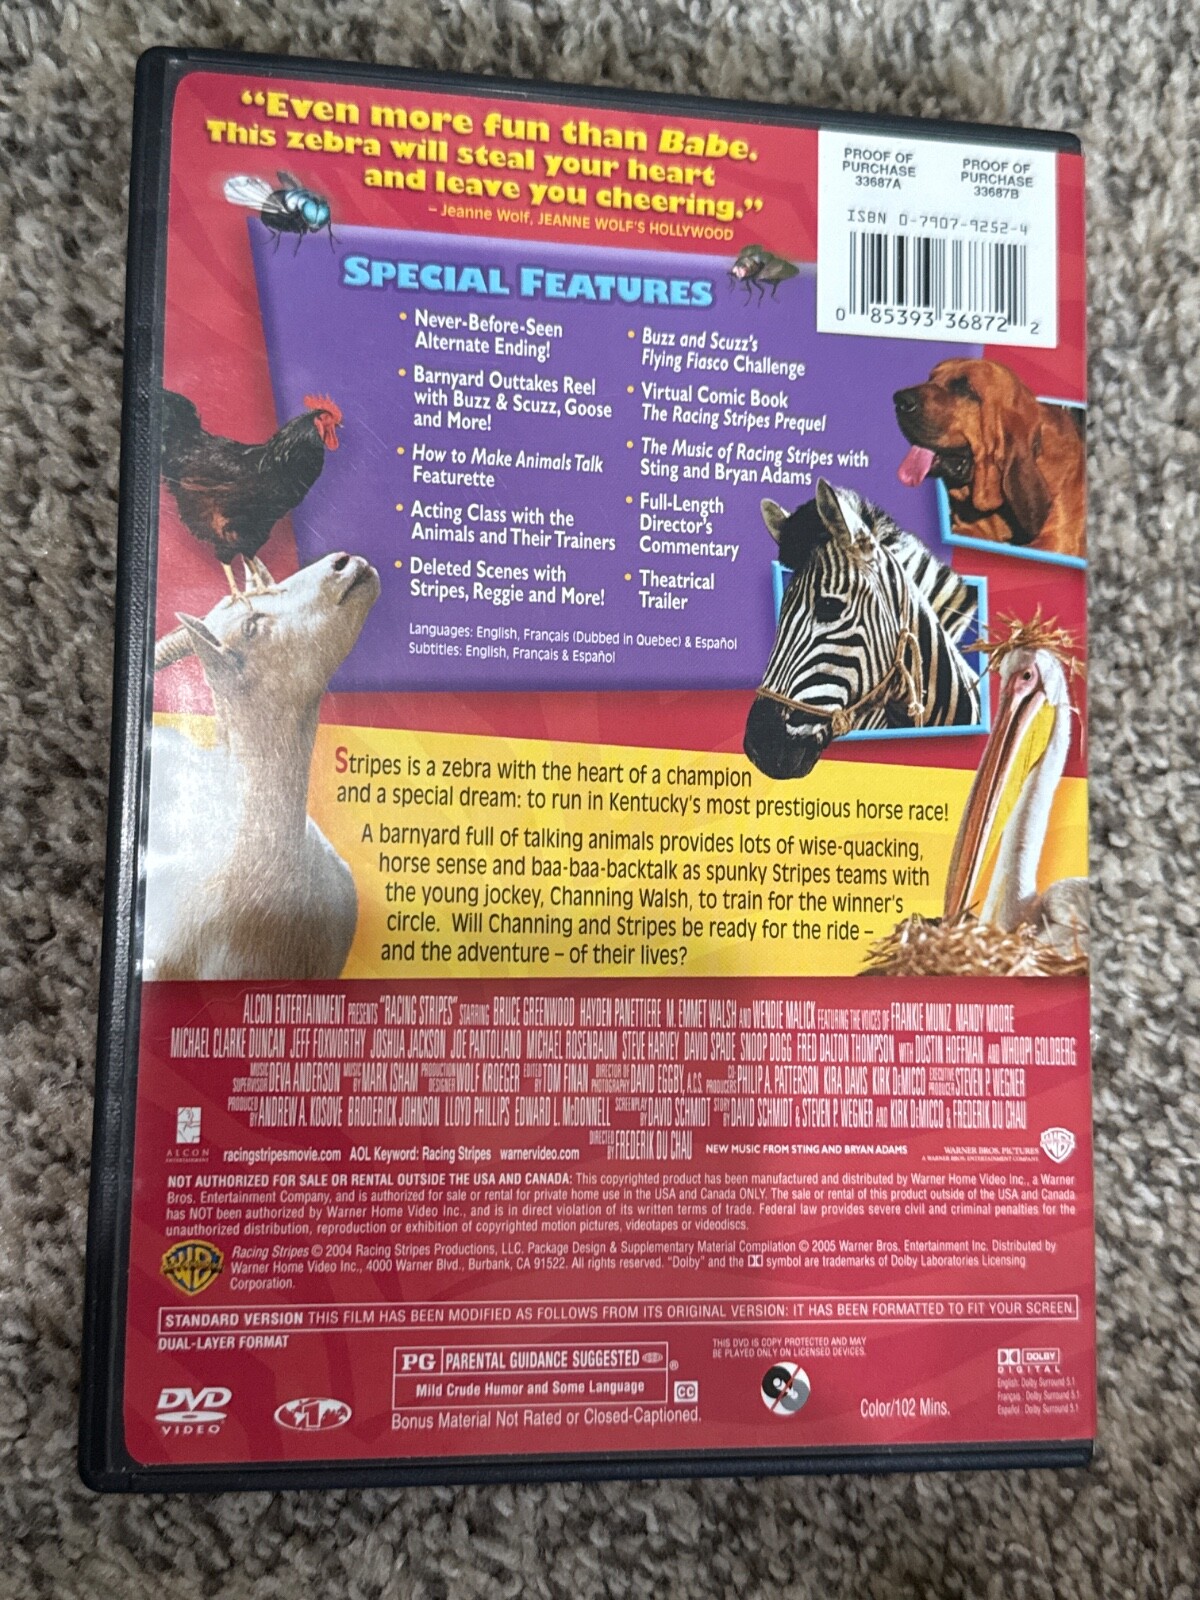 “Even more fun than Babe.
This zebra will steal your heart
and leave you cheering.”
– Jeanne Wolf, JEANNE WOLF'S HOLLYWOOD
PROOF OF
PURCHASE
33687A
PROOF OF
PURCHASE
33687B
ISBN 0-7907-9252-4
0 85393 36872 2
SPECIAL FEATURES
• Never-Before-Seen
Alternate Ending!
• Barnyard Outtakes Reel
with Buzz & Scuzz, Goose
and More!
• How to Make Animals Talk
Featurette
• Acting Class with the
Animals and Their Trainers
• Deleted Scenes with
Stripes, Reggie and More!
• Buzz and Scuzz's
Flying Fiasco Challenge
• Virtual Comic Book
The Racing Stripes Prequel
• The Music of Racing Stripes with
Sting and Bryan Adams
• Full-Length
Director's
Commentary
• Theatrical
Trailer
Languages: English, Français (Dubbed in Quebec) & Español
Subtitles: English, Français & Español
Stripes is a zebra with the heart of a champion
and a special dream: to run in Kentucky's most prestigious horse race!
A barnyard full of talking animals provides lots of wise-quacking,
horse sense and baa-baa-backtalk as spunky Stripes teams with
the young jockey, Channing Walsh, to train for the winner's
circle. Will Channing and Stripes be ready for the ride –
and the adventure – of their lives?
ALCON ENTERTAINMENT PRESENTS "RACING STRIPES" STARRING BRUCE GREENWOOD HAYDEN PANETTIERE M. EMMET WALSH AND WENDIE MALICK FEATURING THE VOICES OF FRANKIE MUNIZ MANDY MOORE
MICHAEL CLARKE DUNCAN JEFF FOXWORTHY JOSHUA JACKSON JOE PANTOLIANO MICHAEL ROSENBAUM STEVE HARVEY DAVID SPADE SNOOP DOGG FRED DALTON THOMPSON WITH DUSTIN HOFFMAN AND WHOOPI GOLDBERG
MUSIC SUPERVISOR DEVA ANDERSON MUSIC BY MARK ISHAM PRODUCTION DESIGNER WOLF KROEGER EDITED BY TOM FINAN DIRECTOR OF PHOTOGRAPHY DAVID EGGBY, A.C.S. CO-PRODUCERS PHILIP A. PATTERSON KIRA DAVIS KIRK DeMICCO EXECUTIVE PRODUCER STEVEN P. WEGNER
PRODUCED BY ANDREW A. KOSOVE BRODERICK JOHNSON LLOYD PHILLIPS EDWARD L. McDONNELL SCREENPLAY BY DAVID SCHMIDT STORY BY DAVID SCHMIDT & STEVEN P. WEGNER AND KIRK DeMICCO & FREDERIK DU CHAU
ALCON
ENTERTAINMENT
racingstripesmovie.com AOL Keyword: Racing Stripes warnervideo.com
DIRECTED BY FREDERIK DU CHAU
NEW MUSIC FROM STING AND BRYAN ADAMS
WARNER BROS. PICTURES
A WARNER BROS. ENTERTAINMENT COMPANY
NOT AUTHORIZED FOR SALE OR RENTAL OUTSIDE THE USA AND CANADA: This copyrighted product has been manufactured and distributed by Warner Home Video Inc., a Warner
Bros. Entertainment Company, and is authorized for sale or rental for private home use in the USA and Canada ONLY. The sale or rental of this product outside of the USA and Canada
has NOT been authorized by Warner Home Video Inc., and is in direct violation of its written terms of trade. Federal law provides severe civil and criminal penalties for the
unauthorized distribution, reproduction or exhibition of copyrighted motion pictures, videotapes or videodiscs.
Racing Stripes © 2004 Racing Stripes Productions, LLC. Package Design & Supplementary Material Compilation © 2005 Warner Bros. Entertainment Inc. Distributed by
Warner Home Video Inc., 4000 Warner Blvd., Burbank, CA 91522. All rights reserved. "Dolby" and the DD symbol are trademarks of Dolby Laboratories Licensing
Corporation.
STANDARD VERSION THIS FILM HAS BEEN MODIFIED AS FOLLOWS FROM ITS ORIGINAL VERSION: IT HAS BEEN FORMATTED TO FIT YOUR SCREEN.
DUAL-LAYER FORMAT
DVD
VIDEO
1
PG PARENTAL GUIDANCE SUGGESTED ®
Mild Crude Humor and Some Language
CC
Bonus Material Not Rated or Closed-Captioned.
THIS DVD IS COPY PROTECTED AND MAY
BE PLAYED ONLY ON LICENSED DEVICES.
Color/102 Mins.
DOLBY
DIGITAL
English: Dolby Surround 5.1
Français: Dolby Surround 5.1
Español: Dolby Surround 5.1